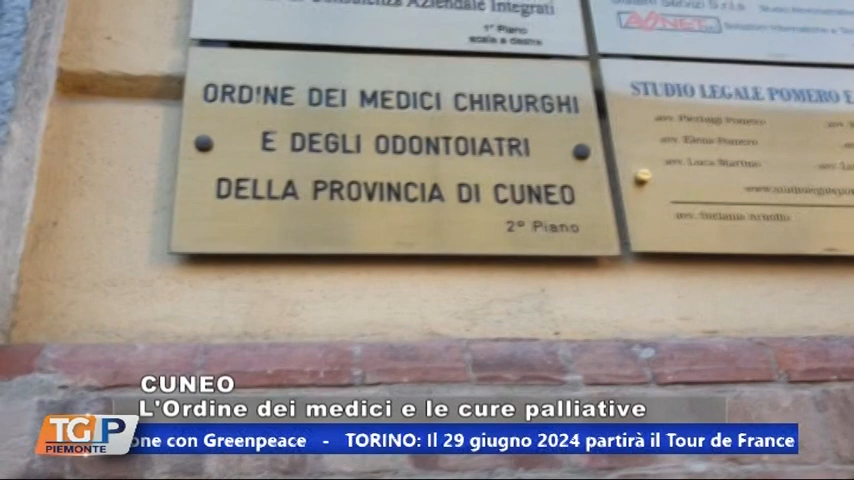 Consulenza Aziendale Integrati
1° Piano
scala a destra
ORDINE DEI MEDICI CHIRURGHI
E DEGLI ODONTOIATRI
DELLA PROVINCIA DI CUNEO
2° Piano
STUDIO LEGALE POMERO E
avv. Pierluigi Pomero
avv. Elena Pomero
avv. Luca Martino
avv. Stefania Arnolfo
CUNEO
L'Ordine dei medici e le cure palliative
TGP
PIEMONTE
one con Greenpeace - TORINO: Il 29 giugno 2024 partirà il Tour de France